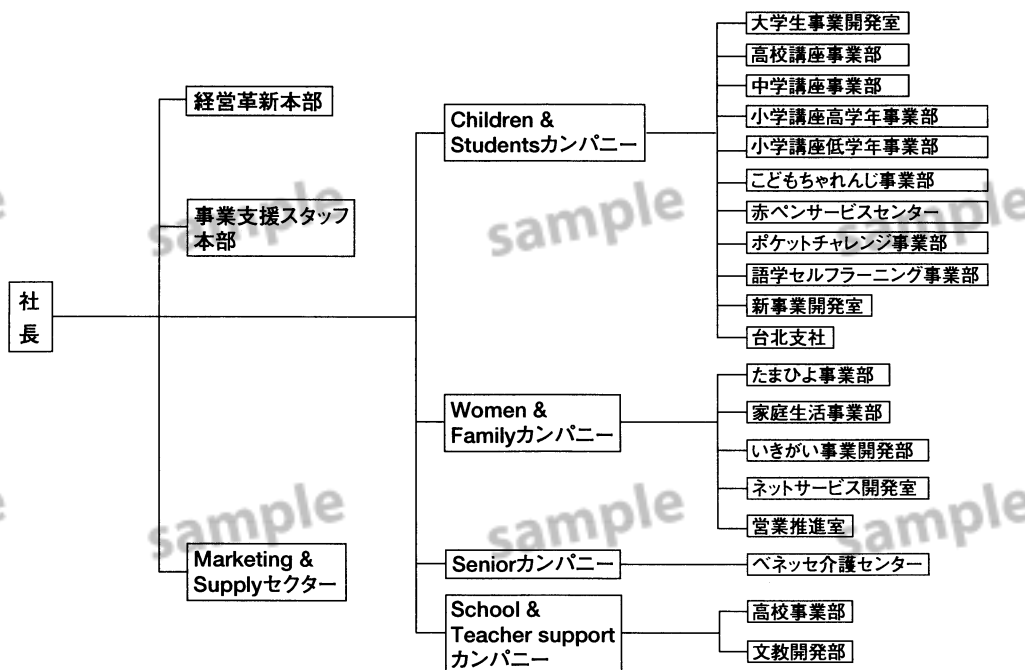 社
長
経営革新本部
事業支援スタッフ
本部
Marketing &
Supplyセクター
Children &
Studentsカンパニー
大学生事業開発室
高校講座事業部
中学講座事業部
小学講座高学年事業部
小学講座低学年事業部
こどもちゃれんじ事業部
赤ペンサービスセンター
ポケットチャレンジ事業部
語学セルフラーニング事業部
新事業開発室
台北支社
Women &
Familyカンパニー
たまひよ事業部
家庭生活事業部
いきがい事業開発部
ネットサービス開発室
営業推進室
Seniorカンパニー
ベネッセ介護センター
School &
Teacher support
カンパニー
高校事業部
文教開発部
sample
sample
sample
sample
sample
sample